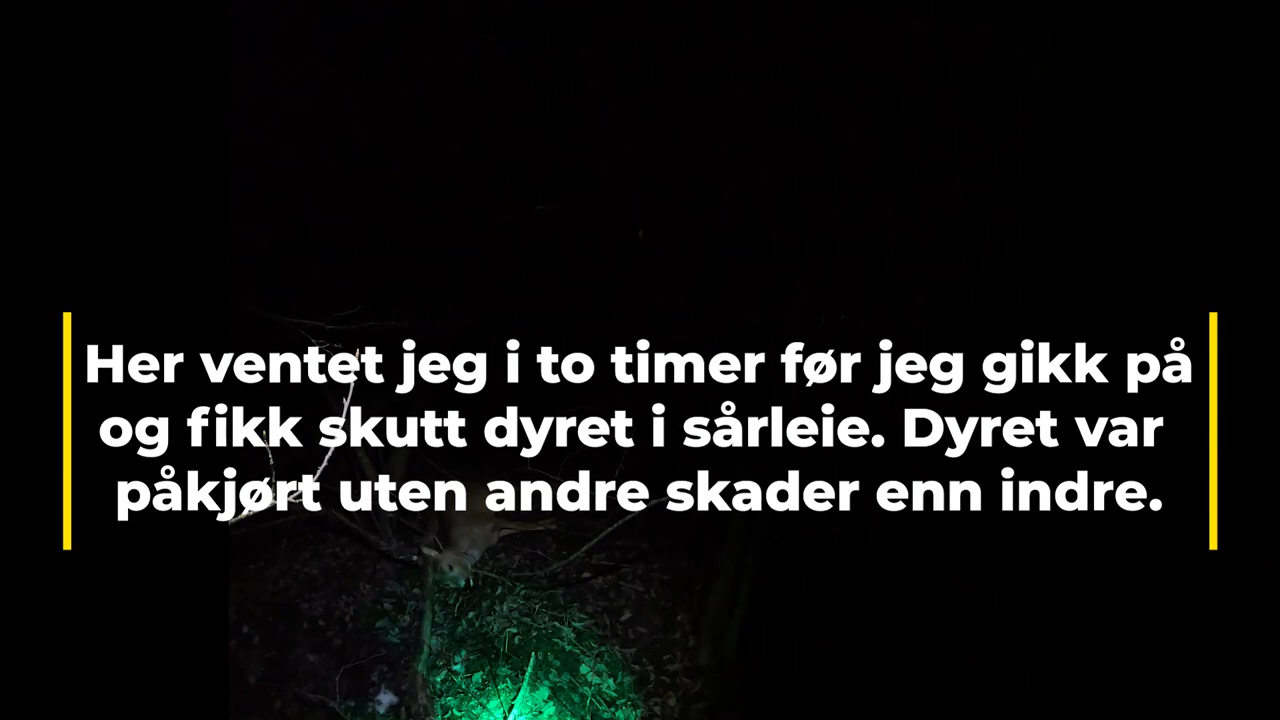 Her ventet jeg i to timer før jeg gikk på
og fikk skutt dyret i sårleie. Dyret var
påkjørt uten andre skader enn indre.